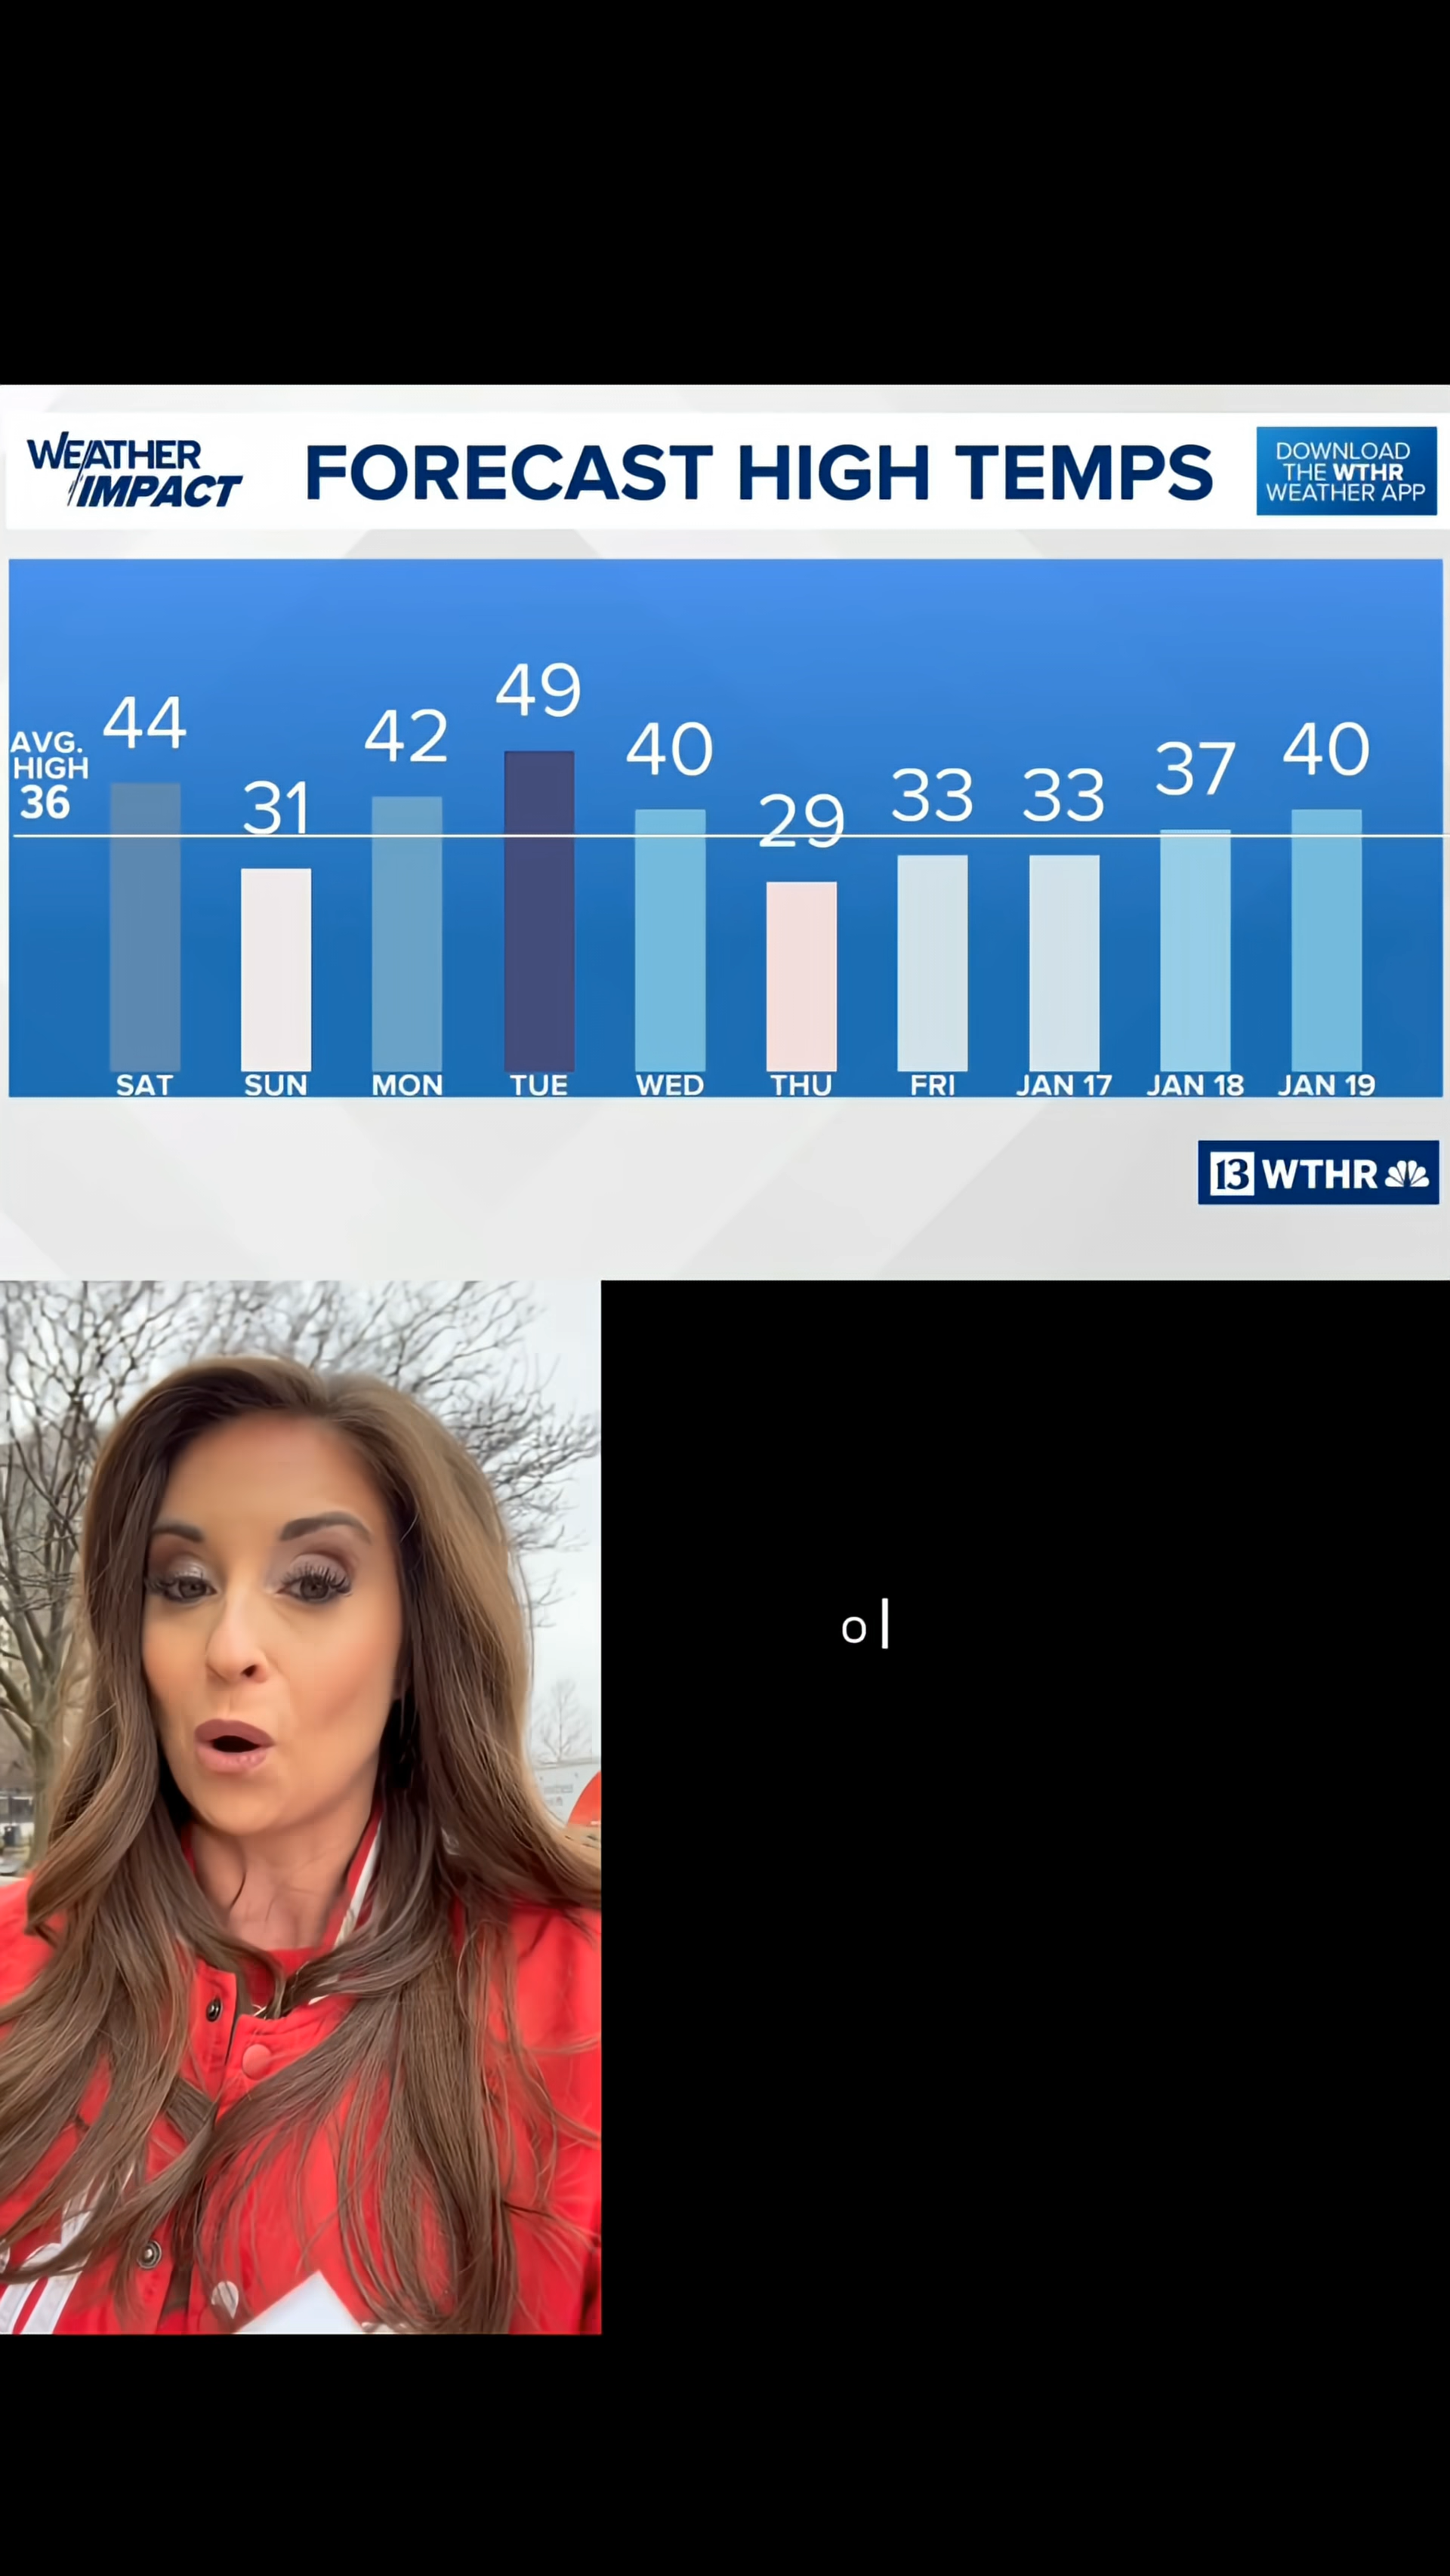 WEATHER
IMPACT
FORECAST HIGH TEMPS
DOWNLOAD
THE WTHR
WEATHER APP
AVG.
HIGH
36
44
31
42
49
40
29
33
33
37
40
SAT SUN MON TUE WED THU FRI JAN 17 JAN 18 JAN 19
13 WTHR
o